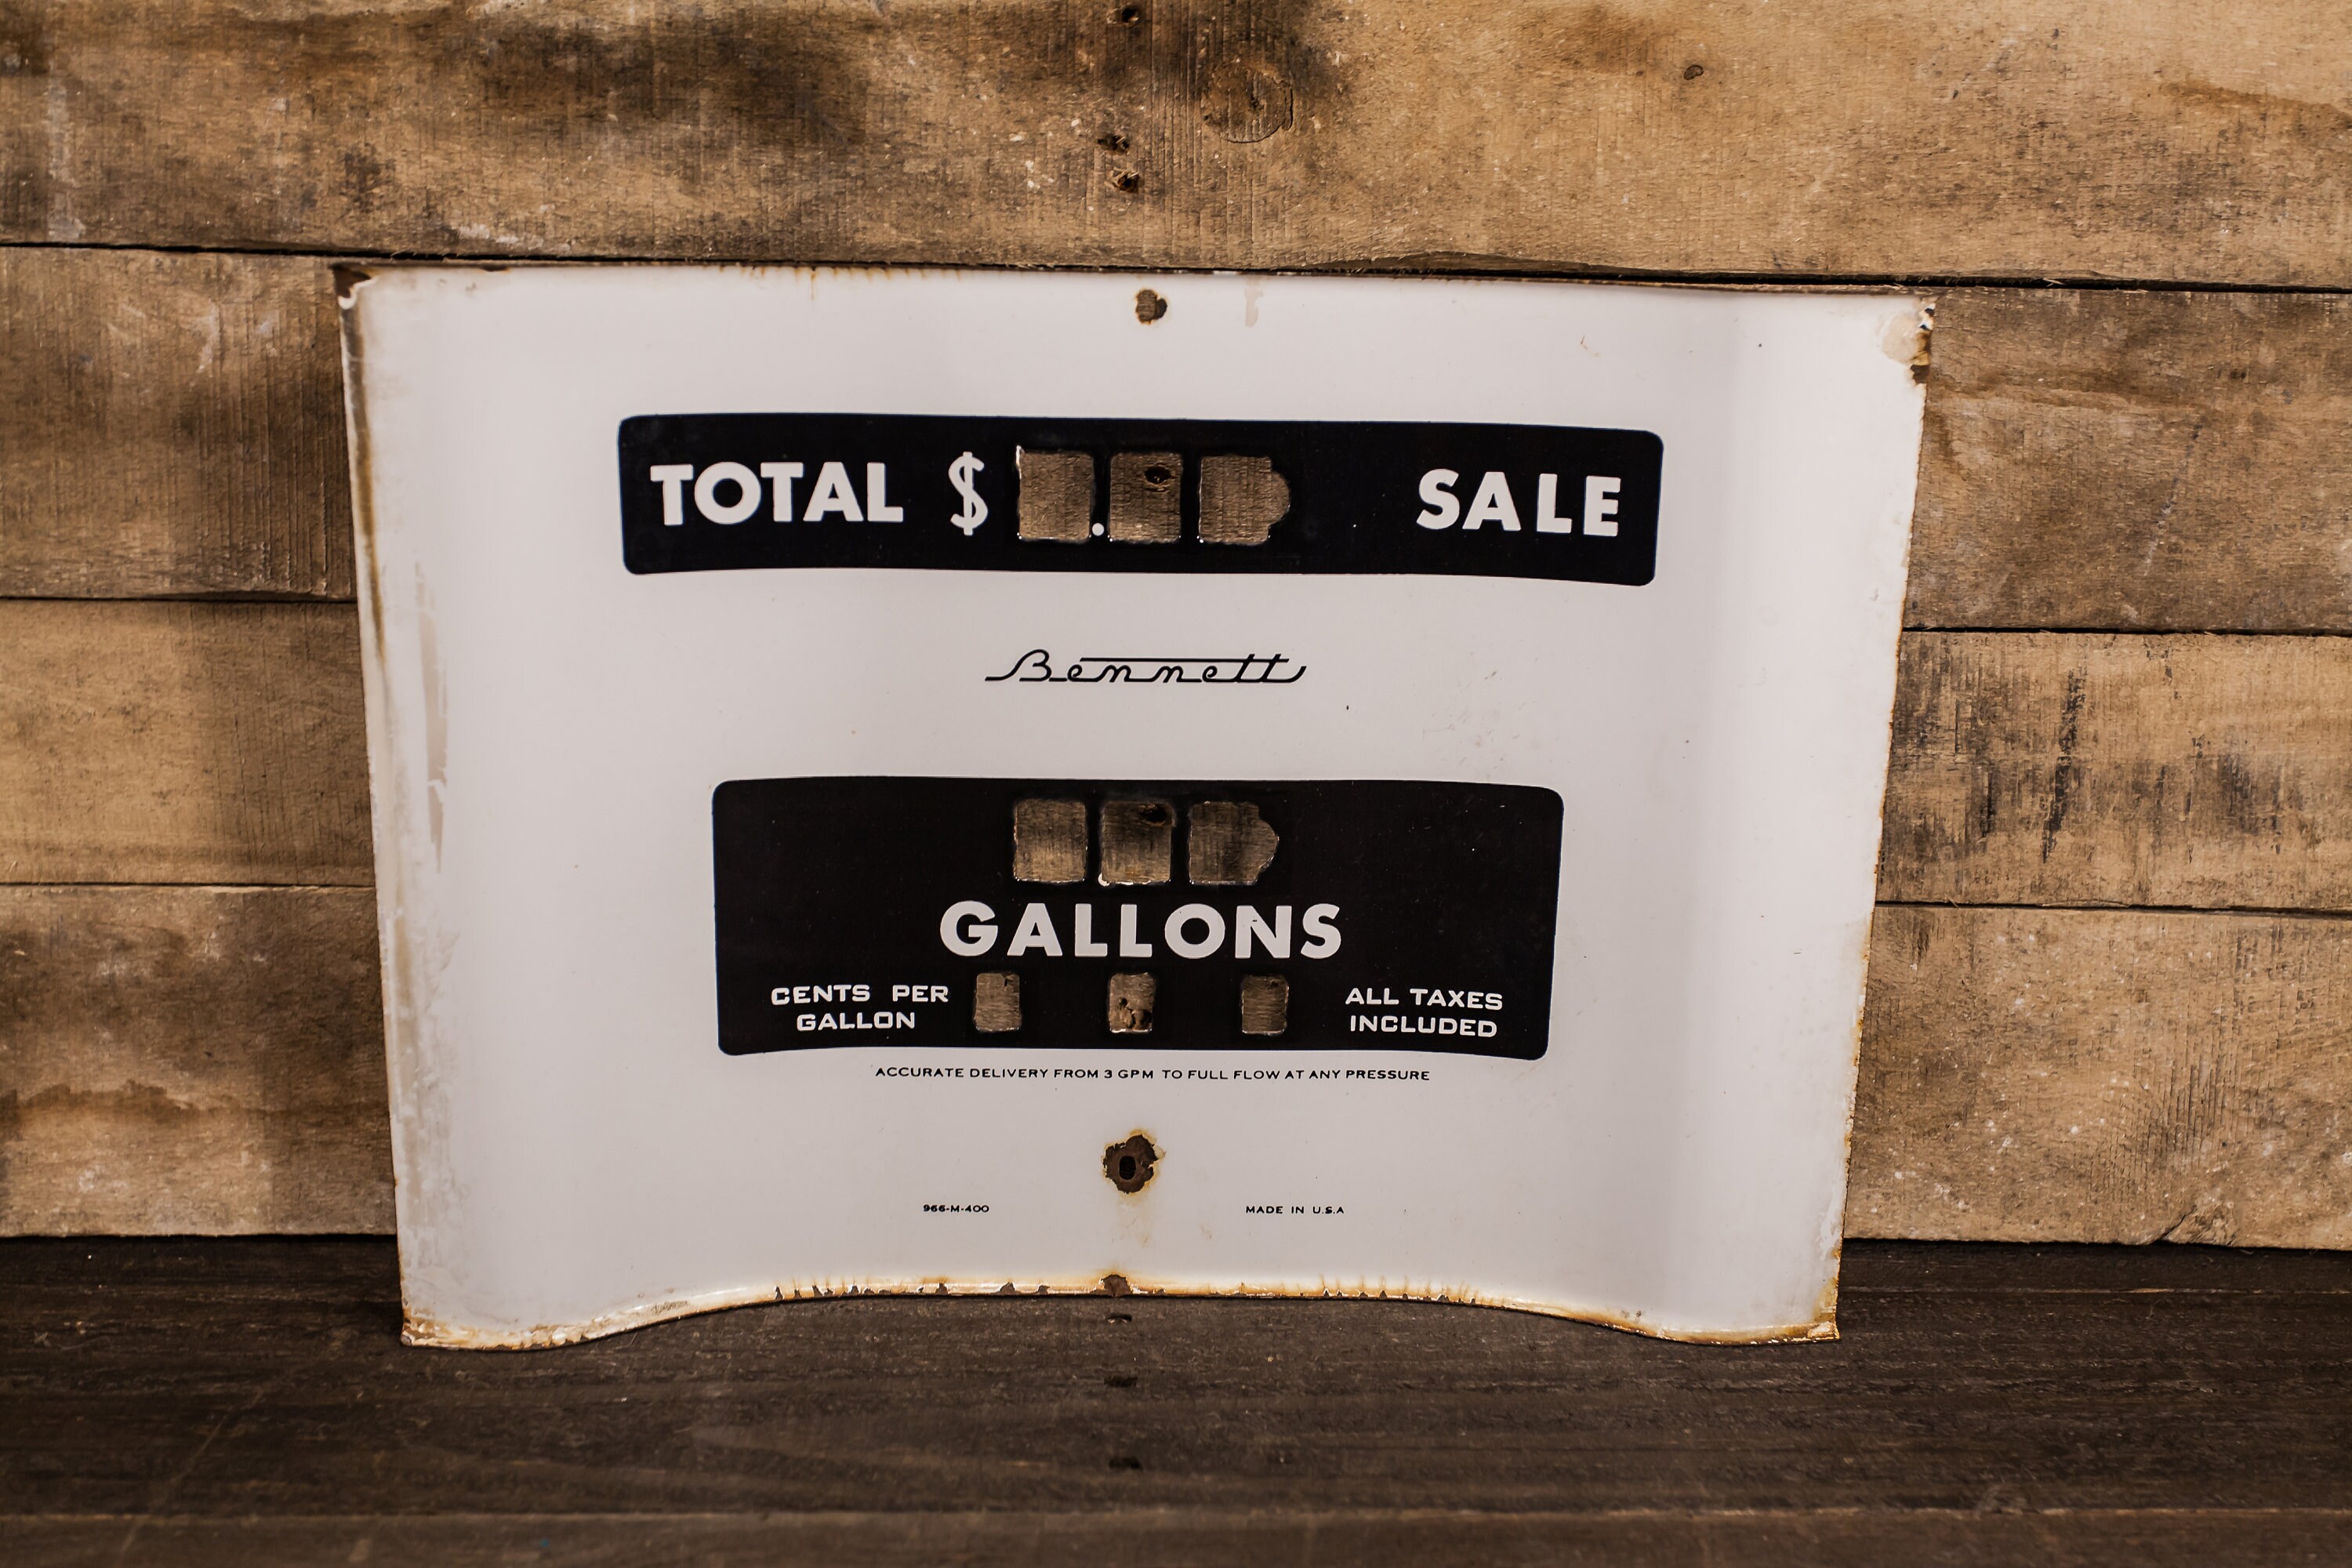 TOTAL $ . SALE
Bennett
GALLONS
CENTS PER
GALLON
ALL TAXES
INCLUDED
ACCURATE DELIVERY FROM 3 GPM TO FULL FLOW AT ANY PRESSURE
966-M-400
MADE IN U.S.A